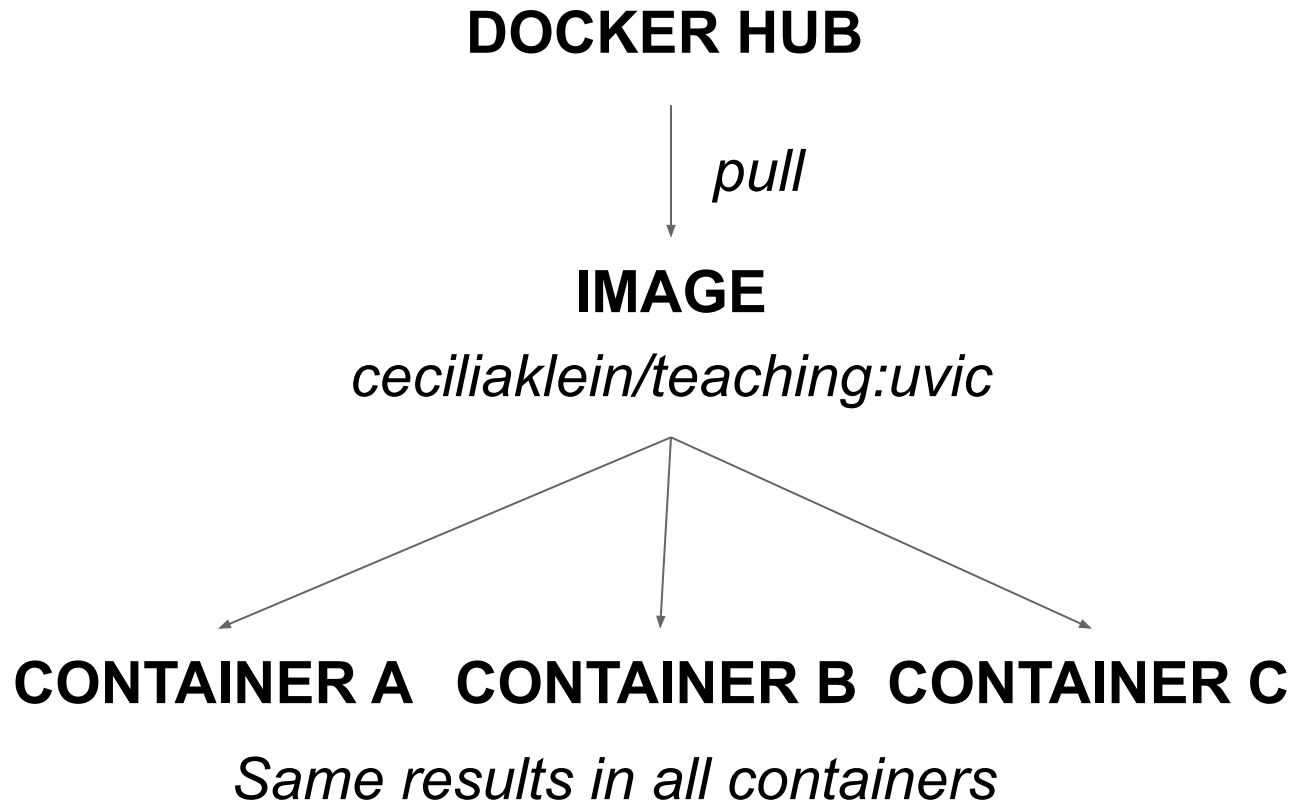 DOCKER HUB
pull
IMAGE
ceciliaklein/teaching:uvic
CONTAINER A CONTAINER B CONTAINER C
Same results in all containers